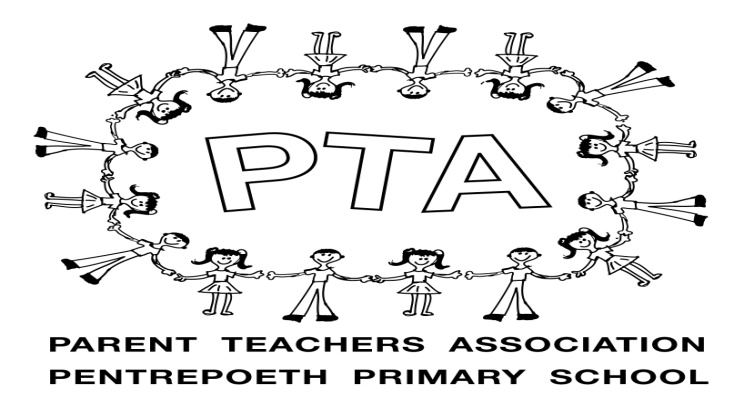 PTA
PARENT TEACHERS ASSOCIATION
PENTREPOETH PRIMARY SCHOOL